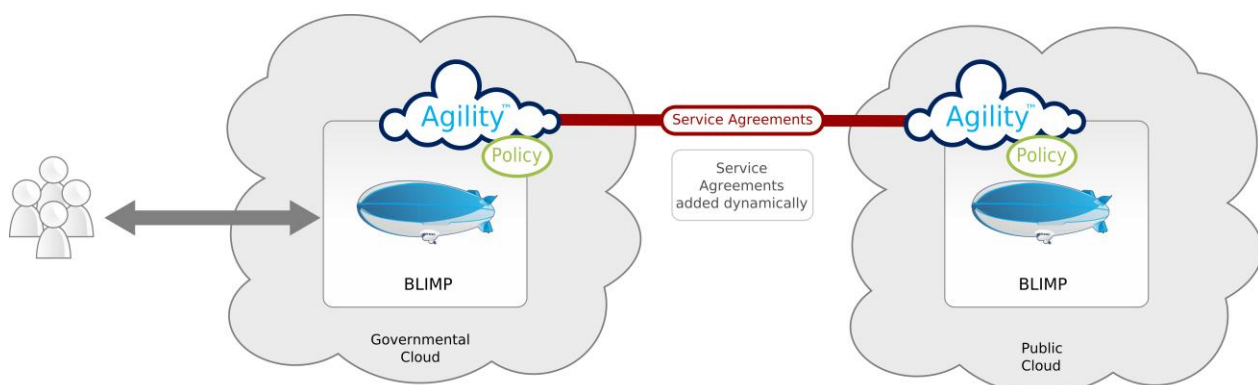 Agility™
Policy
BLIMP
Governmental
Cloud
Service Agreements
Service
Agreements
added dynamically
Agility™
Policy
BLIMP
Public
Cloud